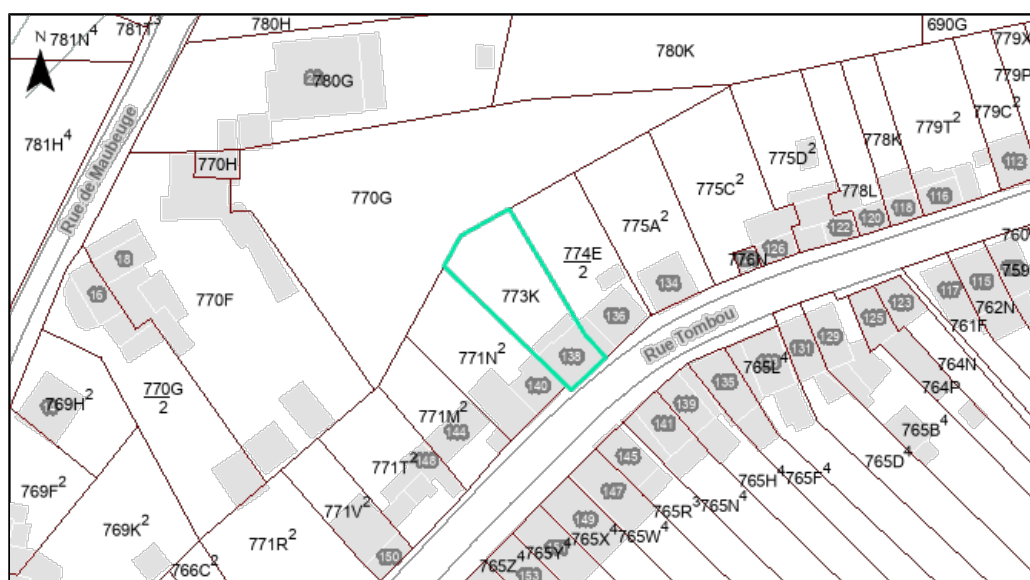 781T³
780H
690G
N
781N⁴
779X
780K
22
780G
779P
779C²
779T²
Rue de Maubeuge
781H⁴
778K
775D²
112
770H
775C²
778L
116
770G
118
120
775A²
122
760
774E
2
126
776N
18
759
134
117
115
16
773K
770F
762N
136
123
125
761F
Rue Tombou
129
131
138
771N²
764N
765L⁴
135
140
764P
770G
2
769H²
139
771M²
141
765B⁴
144
145
765D⁴
148
771T²
765F⁴
765H⁴
147
769F²
765N⁴
765R³
771V²
149
769K²
765W⁴
765X⁴
771R²
765Y⁴
150
765Z⁴
766C²
153